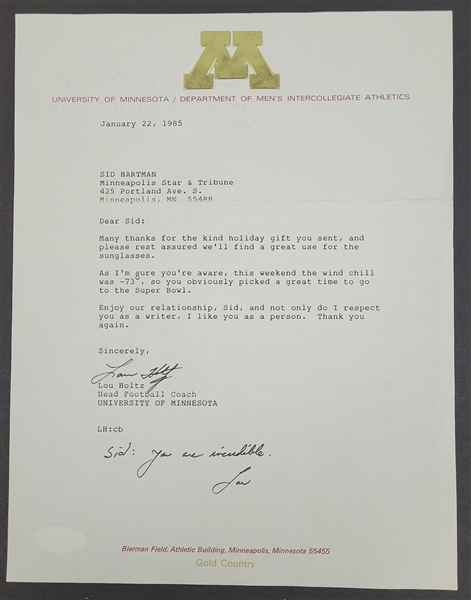 M
UNIVERSITY OF MINNESOTA / DEPARTMENT OF MEN'S INTERCOLLEGIATE ATHLETICS
January 22, 1985
SID HARTMAN
Minneapolis Star & Tribune
425 Portland Ave. S.
Minneapolis, MN 55488
Dear Sid:
Many thanks for the kind holiday gift you sent, and
please rest assured we'll find a great use for the
sunglasses.
As I'm sure you're aware, this weekend the wind chill
was -73°, so you obviously picked a great time to go
to the Super Bowl.
Enjoy our relationship, Sid, and not only do I respect
you as a writer, I like you as a person. Thank you
again.
Sincerely,
Lou Holtz
Lou Holtz
Head Football Coach
UNIVERSITY OF MINNESOTA
LH:cb
Sid: You are incredible.
Lou
Bierman Field, Athletic Building, Minneapolis, Minnesota 55455
Gold Country